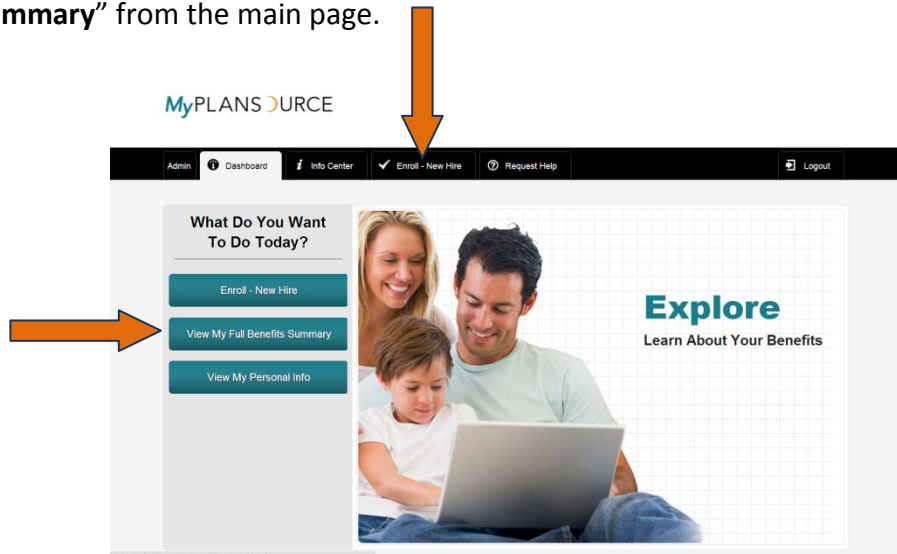 mmary” from the main page.
MyPLANSOURCE
Admin Dashboard Info Center Enroll - New Hire Request Help Logout
What Do You Want
To Do Today?
Enroll - New Hire
View My Full Benefits Summary
View My Personal Info
Explore
Learn About Your Benefits